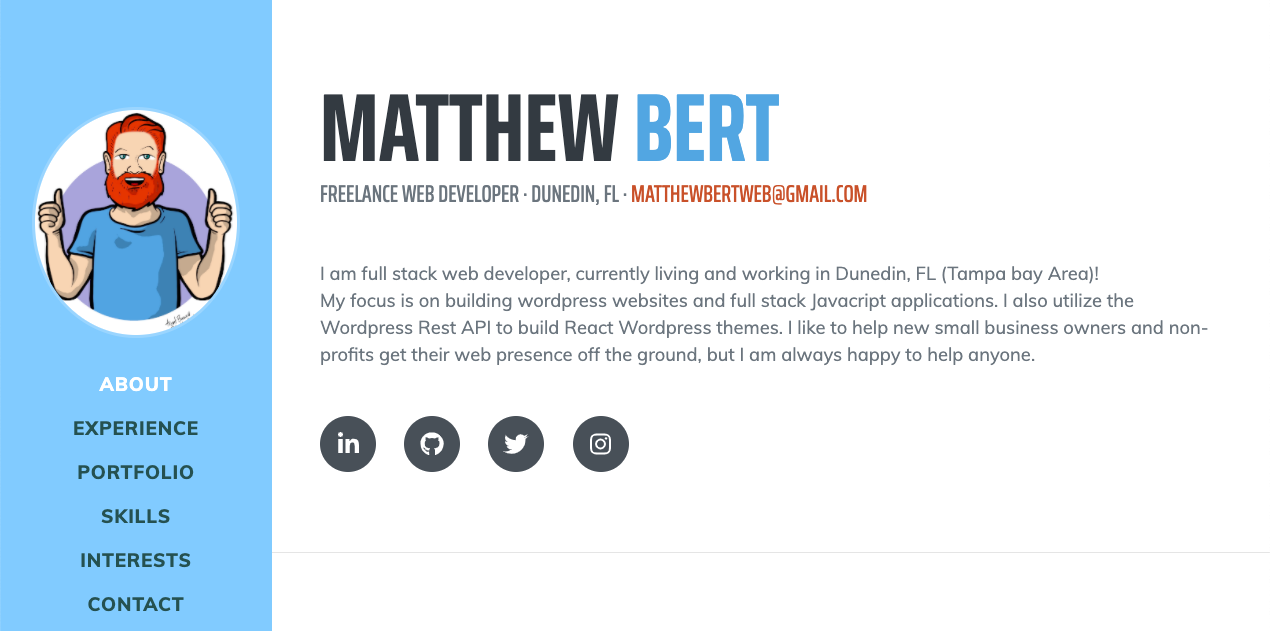 MATTHEW BERT
FREELANCE WEB DEVELOPER · DUNEDIN, FL · MATTHEWBERTWEB@GMAIL.COM
I am full stack web developer, currently living and working in Dunedin, FL (Tampa bay Area)!
My focus is on building wordpress websites and full stack Javacript applications. I also utilize the
Wordpress Rest API to build React Wordpress themes. I like to help new small business owners and non-
profits get their web presence off the ground, but I am always happy to help anyone.
in
ABOUT
EXPERIENCE
PORTFOLIO
SKILLS
INTERESTS
CONTACT